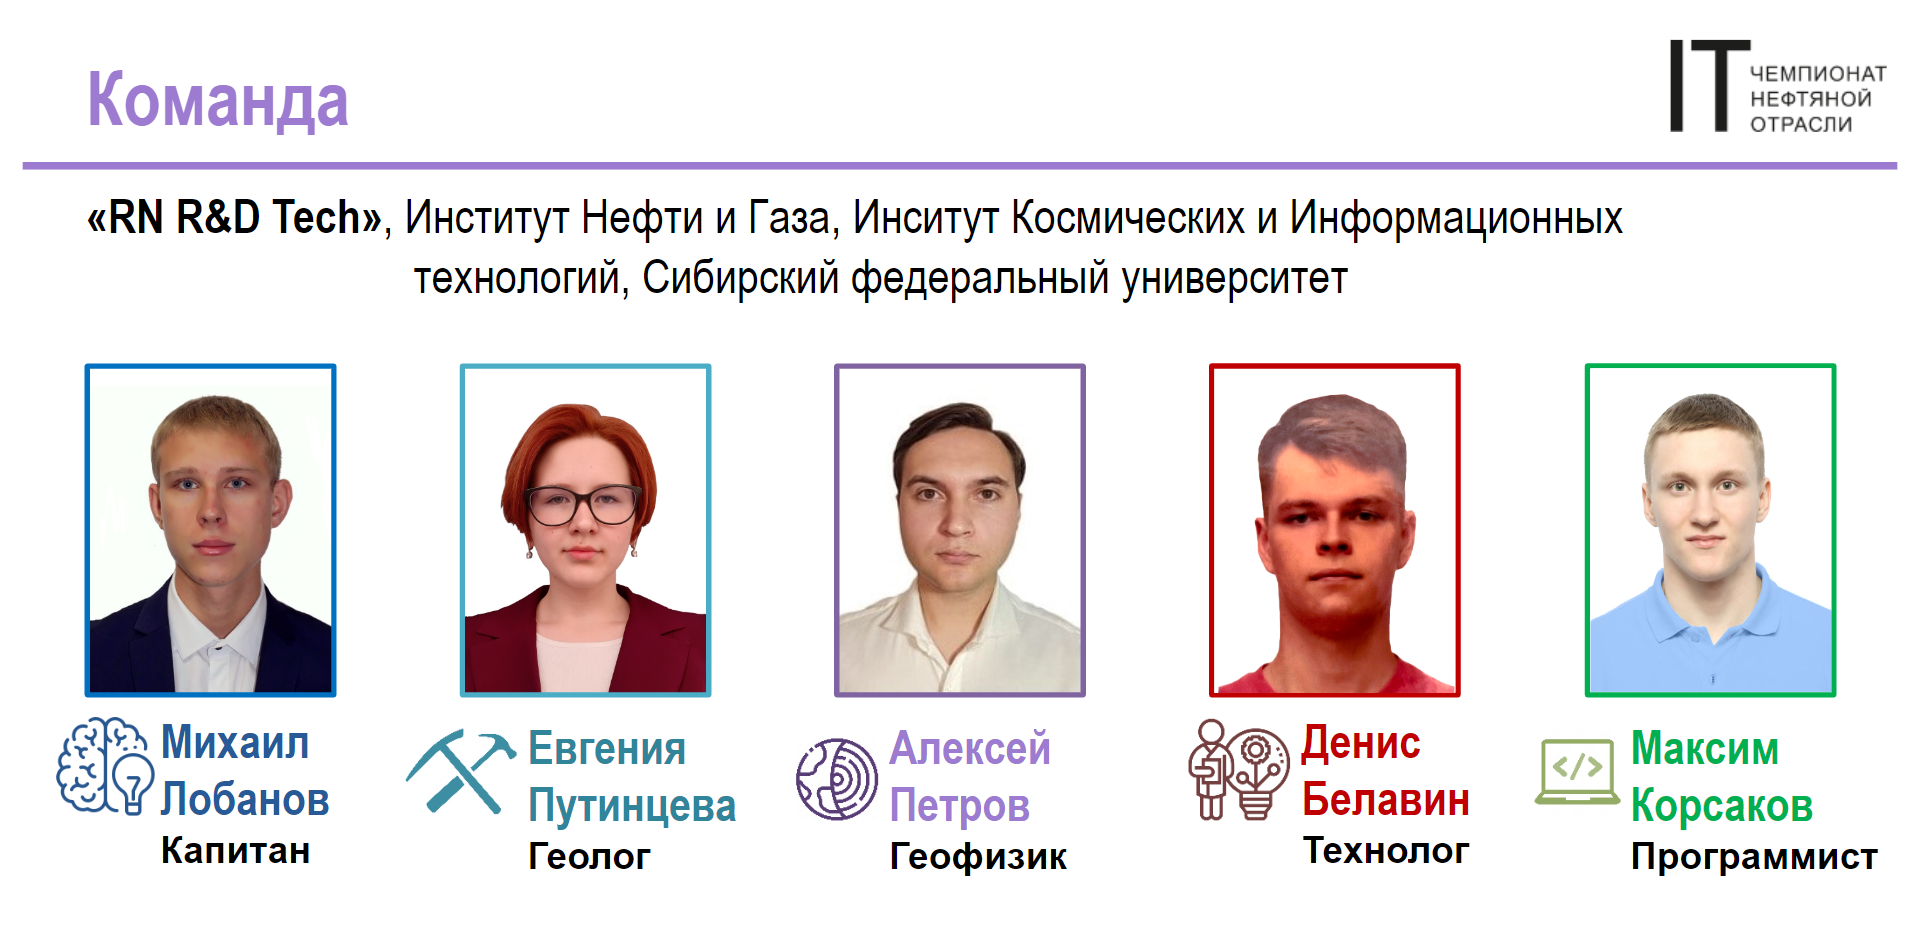 Команда
IT
ЧЕМПИОНАТ
НЕФТЯНОЙ
ОТРАСЛИ
«RN R&D Tech», Институт Нефти и Газа, Инситут Космических и Информационных
технологий, Сибирский федеральный университет
Михаил
Лобанов
Капитан
Евгения
Путинцева
Геолог
Алексей
Петров
Геофизик
Денис
Белавин
Технолог
</>
Максим
Корсаков
Программист